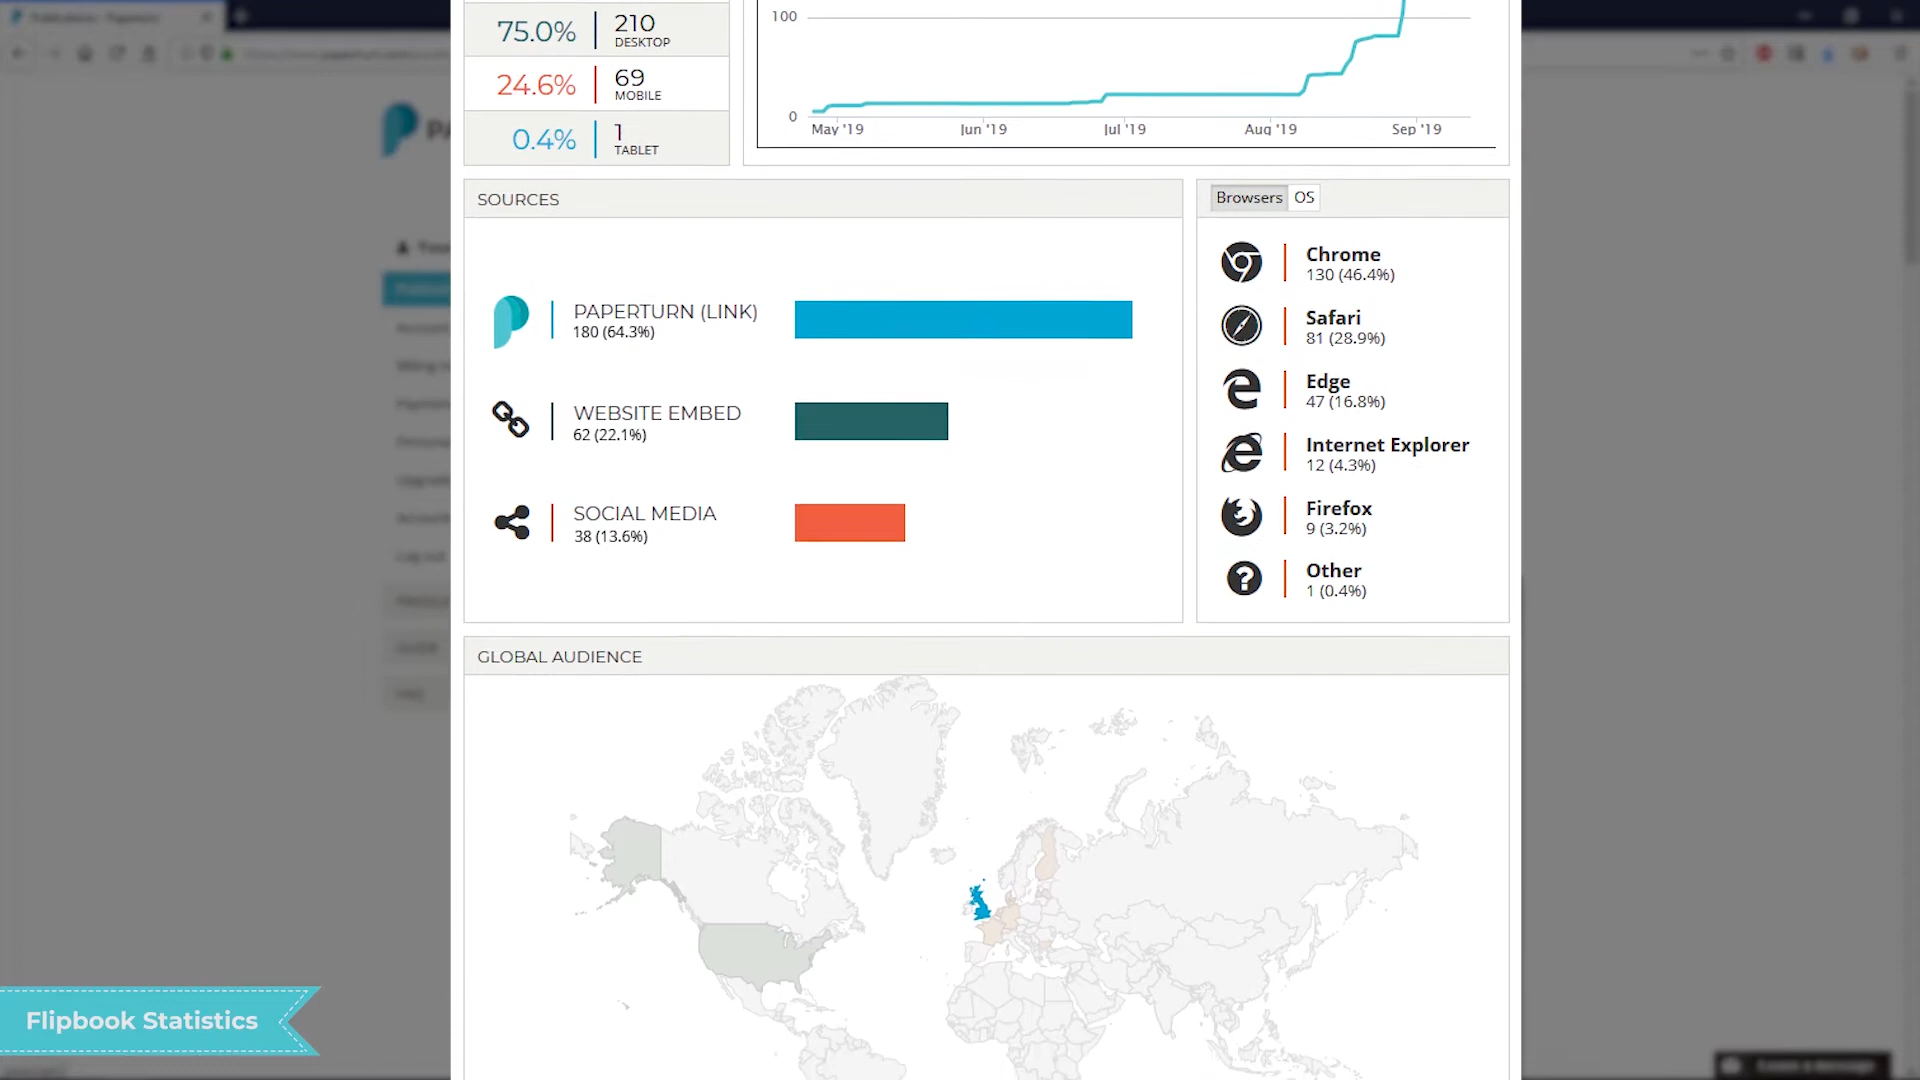 75.0%
210
DESKTOP
24.6%
69
MOBILE
0.4%
1
TABLET
100
0
May '19
Jun '19
Jul '19
Aug '19
Sep '19
SOURCES
PAPERTURN (LINK)
180 (64.3%)
WEBSITE EMBED
62 (22.1%)
SOCIAL MEDIA
38 (13.6%)
Browsers OS
Chrome
130 (46.4%)
Safari
81 (28.9%)
Edge
47 (16.8%)
Internet Explorer
12 (4.3%)
Firefox
9 (3.2%)
Other
1 (0.4%)
GLOBAL AUDIENCE
Flipbook Statistics